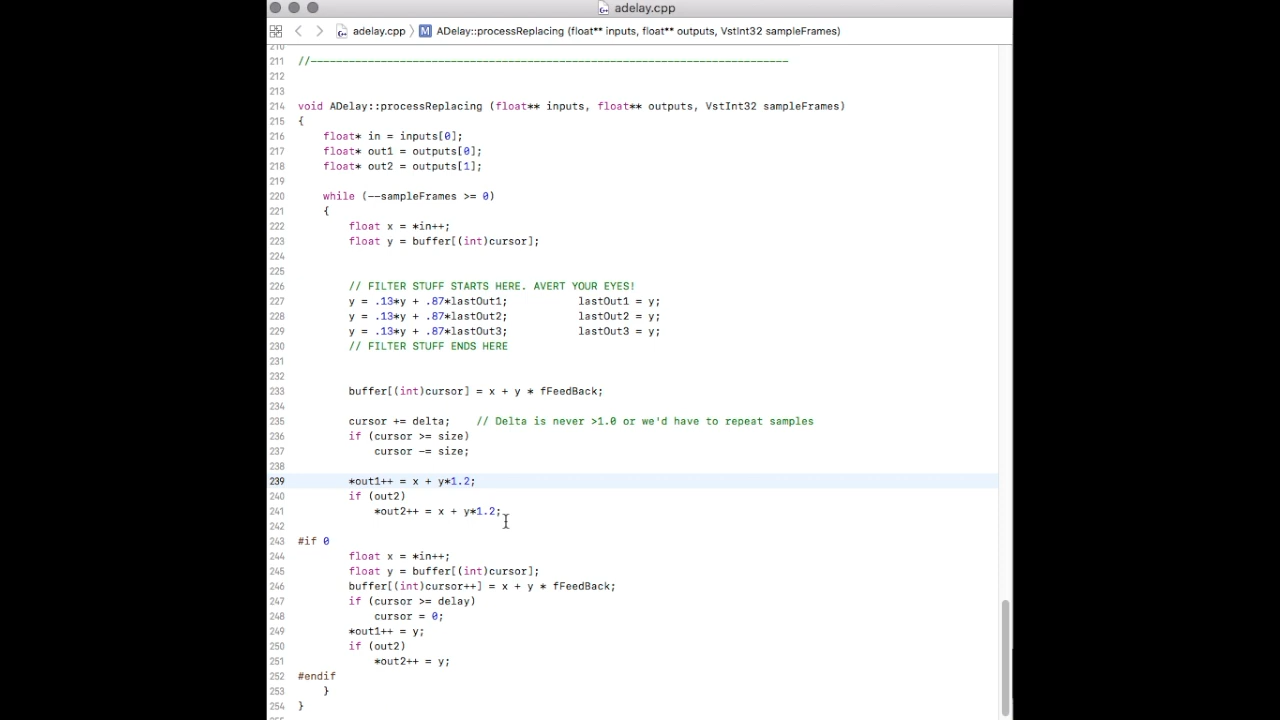 adelay.cpp
adelay.cpp M ADelay::processReplacing (float** inputs, float** outputs, VstInt32 sampleFrames)
210
211 //------------------------------------------------------------------------------
212
213
214 void ADelay::processReplacing (float** inputs, float** outputs, VstInt32 sampleFrames)
215 {
216 float* in = inputs[0];
217 float* out1 = outputs[0];
218 float* out2 = outputs[1];
219
220 while (--sampleFrames >= 0)
221 {
222 float x = *in++;
223 float y = buffer[(int)cursor];
224
225
226 // FILTER STUFF STARTS HERE. AVERT YOUR EYES!
227 y = .13*y + .87*lastOut1; lastOut1 = y;
228 y = .13*y + .87*lastOut2; lastOut2 = y;
229 y = .13*y + .87*lastOut3; lastOut3 = y;
230 // FILTER STUFF ENDS HERE
231
232
233 buffer[(int)cursor] = x + y * fFeedBack;
234
235 cursor += delta; // Delta is never >1.0 or we'd have to repeat samples
236 if (cursor >= size)
237 cursor -= size;
238
239 *out1++ = x + y*1.2;
240 if (out2)
241 *out2++ = x + y*1.2;
242
243 #if 0
244 float x = *in++;
245 float y = buffer[(int)cursor];
246 buffer[(int)cursor++] = x + y * fFeedBack;
247 if (cursor >= delay)
248 cursor = 0;
249 *out1++ = y;
250 if (out2)
251 *out2++ = y;
252 #endif
253 }
254 }